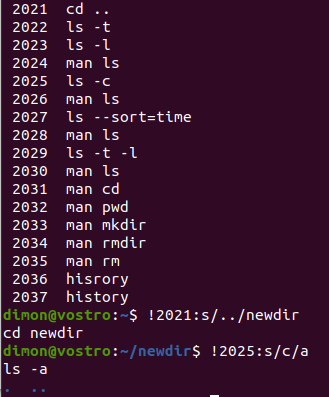 2021 cd ..
2022 ls -t
2023 ls -l
2024 man ls
2025 ls -c
2026 man ls
2027 ls --sort=time
2028 man ls
2029 ls -t -l
2030 man ls
2031 man cd
2032 man pwd
2033 man mkdir
2034 man rmdir
2035 man rm
2036 hisrory
2037 history
dimon@vostro:~$ !2021:s/../newdir
cd newdir
dimon@vostro:~/newdir$ !2025:s/c/a
ls -a
. ..